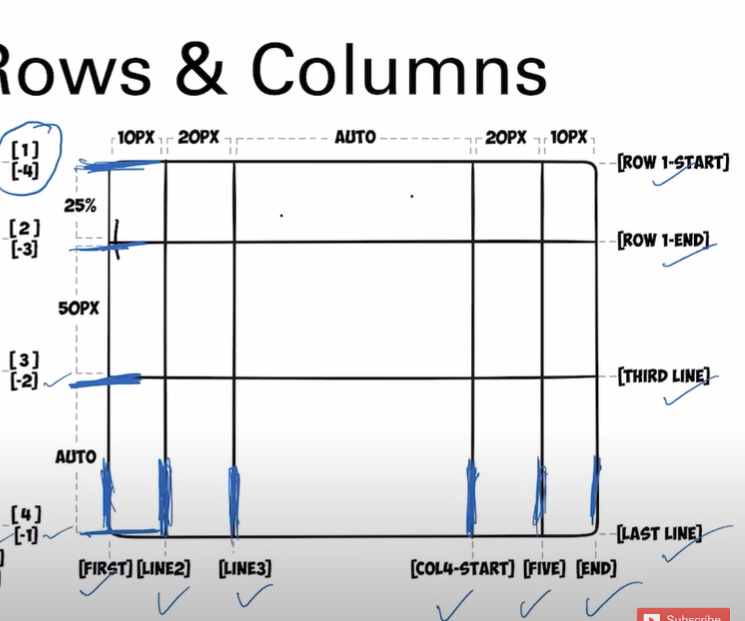 Rows & Columns
10PX 20PX AUTO 20PX 10PX
[1]
[-4]
[ROW 1-START]
25%
[2]
[-3]
[ROW 1-END]
50PX
[3]
[-2]
[THIRD LINE]
AUTO
[4]
[-1]
[LAST LINE]
[FIRST] [LINE2] [LINE3] [COL4-START] [FIVE] [END]
Subscribe